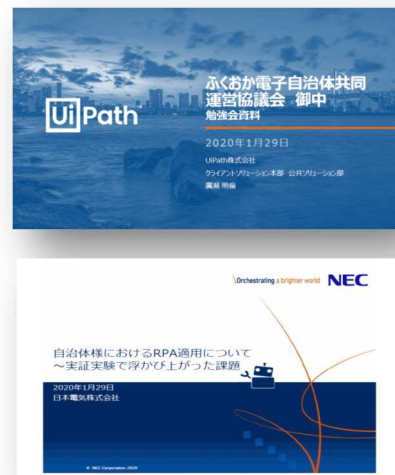 UiPath
ふくおか電子自治体共同
運営協議会 御中
勉強会資料
2020年1月29日
UiPath株式会社
クライアントソリューション本部 公共ソリューション部
\Orchestrating a brighter world NEC
自治体様におけるRPA適用について
~実証実験で浮かび上がった課題
2020年1月29日
日本電気株式会社
© NEC Corporation 2020